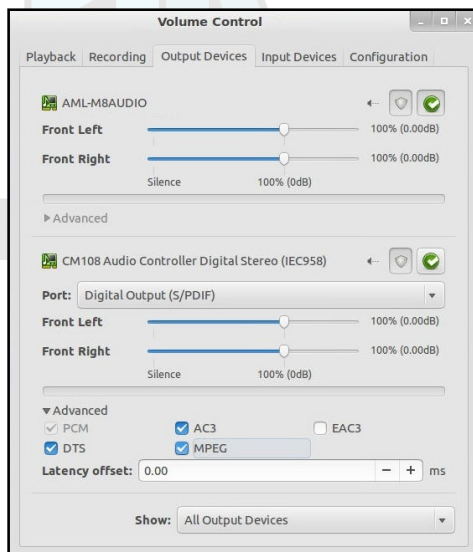 Volume Control
Playback Recording Output Devices Input Devices Configuration
AML-M8AUDIO
Front Left 100% (0.00dB)
Front Right 100% (0.00dB)
Silence 100% (0dB)
Advanced
CM108 Audio Controller Digital Stereo (IEC958)
Port: Digital Output (S/PDIF)
Front Left 100% (0.00dB)
Front Right 100% (0.00dB)
Silence 100% (0dB)
Advanced
PCM AC3 EAC3
DTS MPEG
Latency offset: 0.00 - + ms
Show: All Output Devices